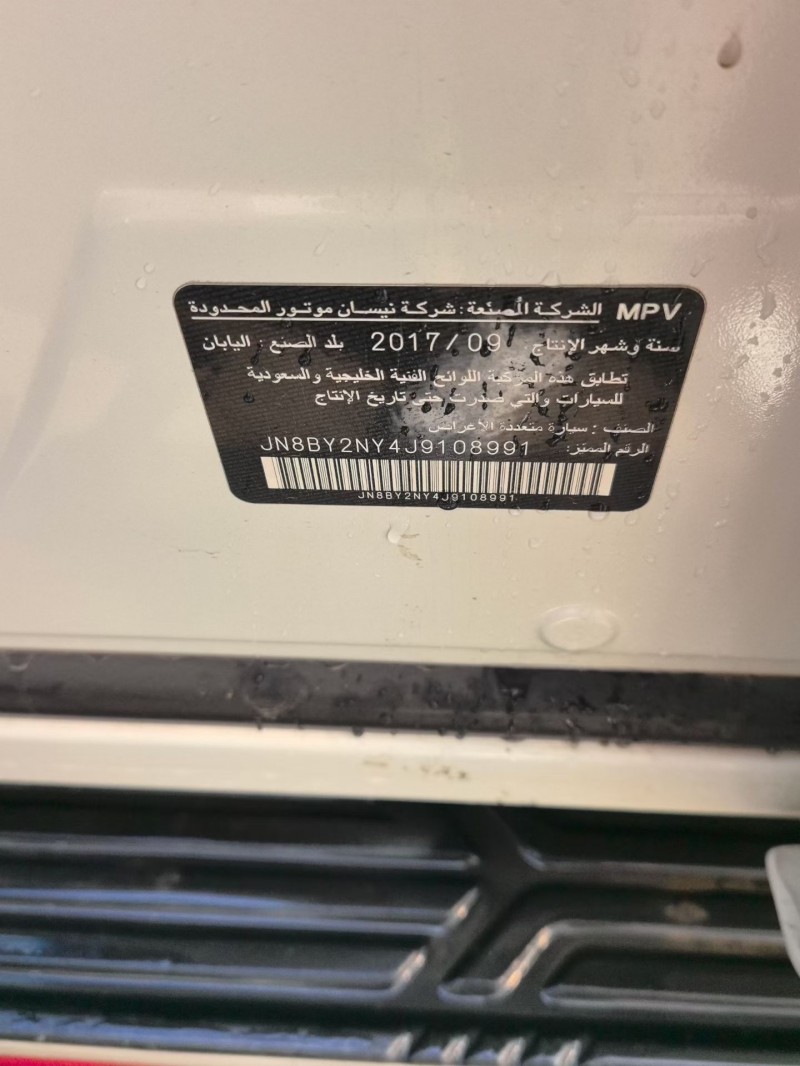 MPV الشركة المصنعة : شركة نيسان موتور المحدودة
سنة وشهر الإنتاج 2017/09 بلد الصنع : اليابان
تطابق هذه المركبة اللوائح الفنية الخليجية والسعودية
للسيارات والتي صدرت حتى تاريخ الإنتاج
الصنف : سيارة متعددة الأغراض
الرقم المميز: JN8BY2NY4J9108991
JN8BY2NY4J9108991